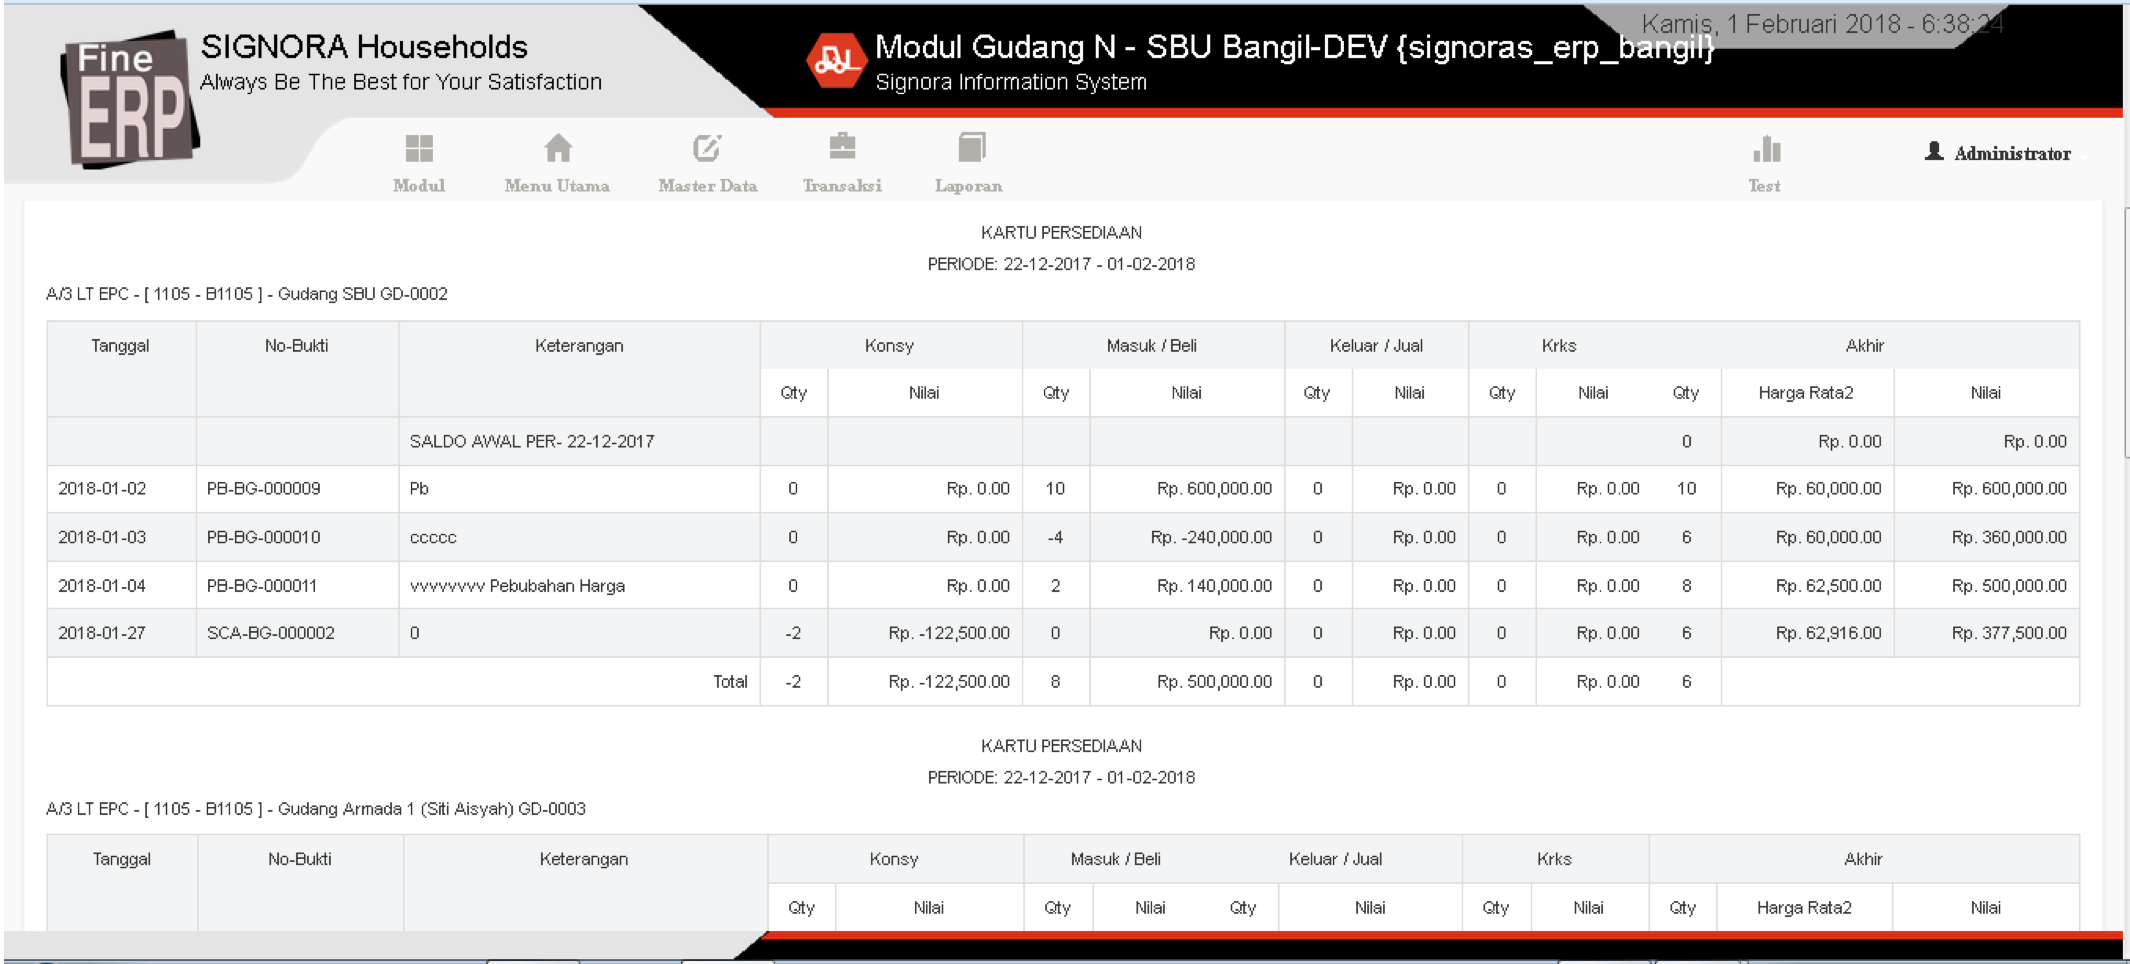 Kamis, 1 Februari 2018 - 6:38:24
Fine
ERP
SIGNORA Households
Always Be The Best for Your Satisfaction
Modul Gudang N - SBU Bangil-DEV {signoras_erp_bangil}
Signora Information System
Modul Menu Utama Master Data Transaksi Laporan Test Administrator
KARTU PERSEDIAAN
PERIODE: 22-12-2017 - 01-02-2018
A/3 LT EPC - [ 1105 - B1105 ] - Gudang SBU GD-0002
Tanggal No-Bukti Keterangan Konsy Masuk / Beli Keluar / Jual Krks Akhir
Qty Nilai Qty Nilai Qty Nilai Qty Nilai Qty Harga Rata2 Nilai
SALDO AWAL PER- 22-12-2017 0 Rp. 0.00 Rp. 0.00
2018-01-02 PB-BG-000009 Pb 0 Rp. 0.00 10 Rp. 600,000.00 0 Rp. 0.00 0 Rp. 0.00 10 Rp. 60,000.00 Rp. 600,000.00
2018-01-03 PB-BG-000010 ccccc 0 Rp. 0.00 -4 Rp. -240,000.00 0 Rp. 0.00 0 Rp. 0.00 6 Rp. 60,000.00 Rp. 360,000.00
2018-01-04 PB-BG-000011 vvvvvvvv Pebubahan Harga 0 Rp. 0.00 2 Rp. 140,000.00 0 Rp. 0.00 0 Rp. 0.00 8 Rp. 62,500.00 Rp. 500,000.00
2018-01-27 SCA-BG-000002 0 -2 Rp. -122,500.00 0 Rp. 0.00 0 Rp. 0.00 0 Rp. 0.00 6 Rp. 62,916.00 Rp. 377,500.00
Total -2 Rp. -122,500.00 8 Rp. 500,000.00 0 Rp. 0.00 0 Rp. 0.00 6
KARTU PERSEDIAAN
PERIODE: 22-12-2017 - 01-02-2018
A/3 LT EPC - [ 1105 - B1105 ] - Gudang Armada 1 (Siti Aisyah) GD-0003
Tanggal No-Bukti Keterangan Konsy Masuk / Beli Keluar / Jual Krks Akhir
Qty Nilai Qty Nilai Qty Nilai Qty Nilai Qty Harga Rata2 Nilai